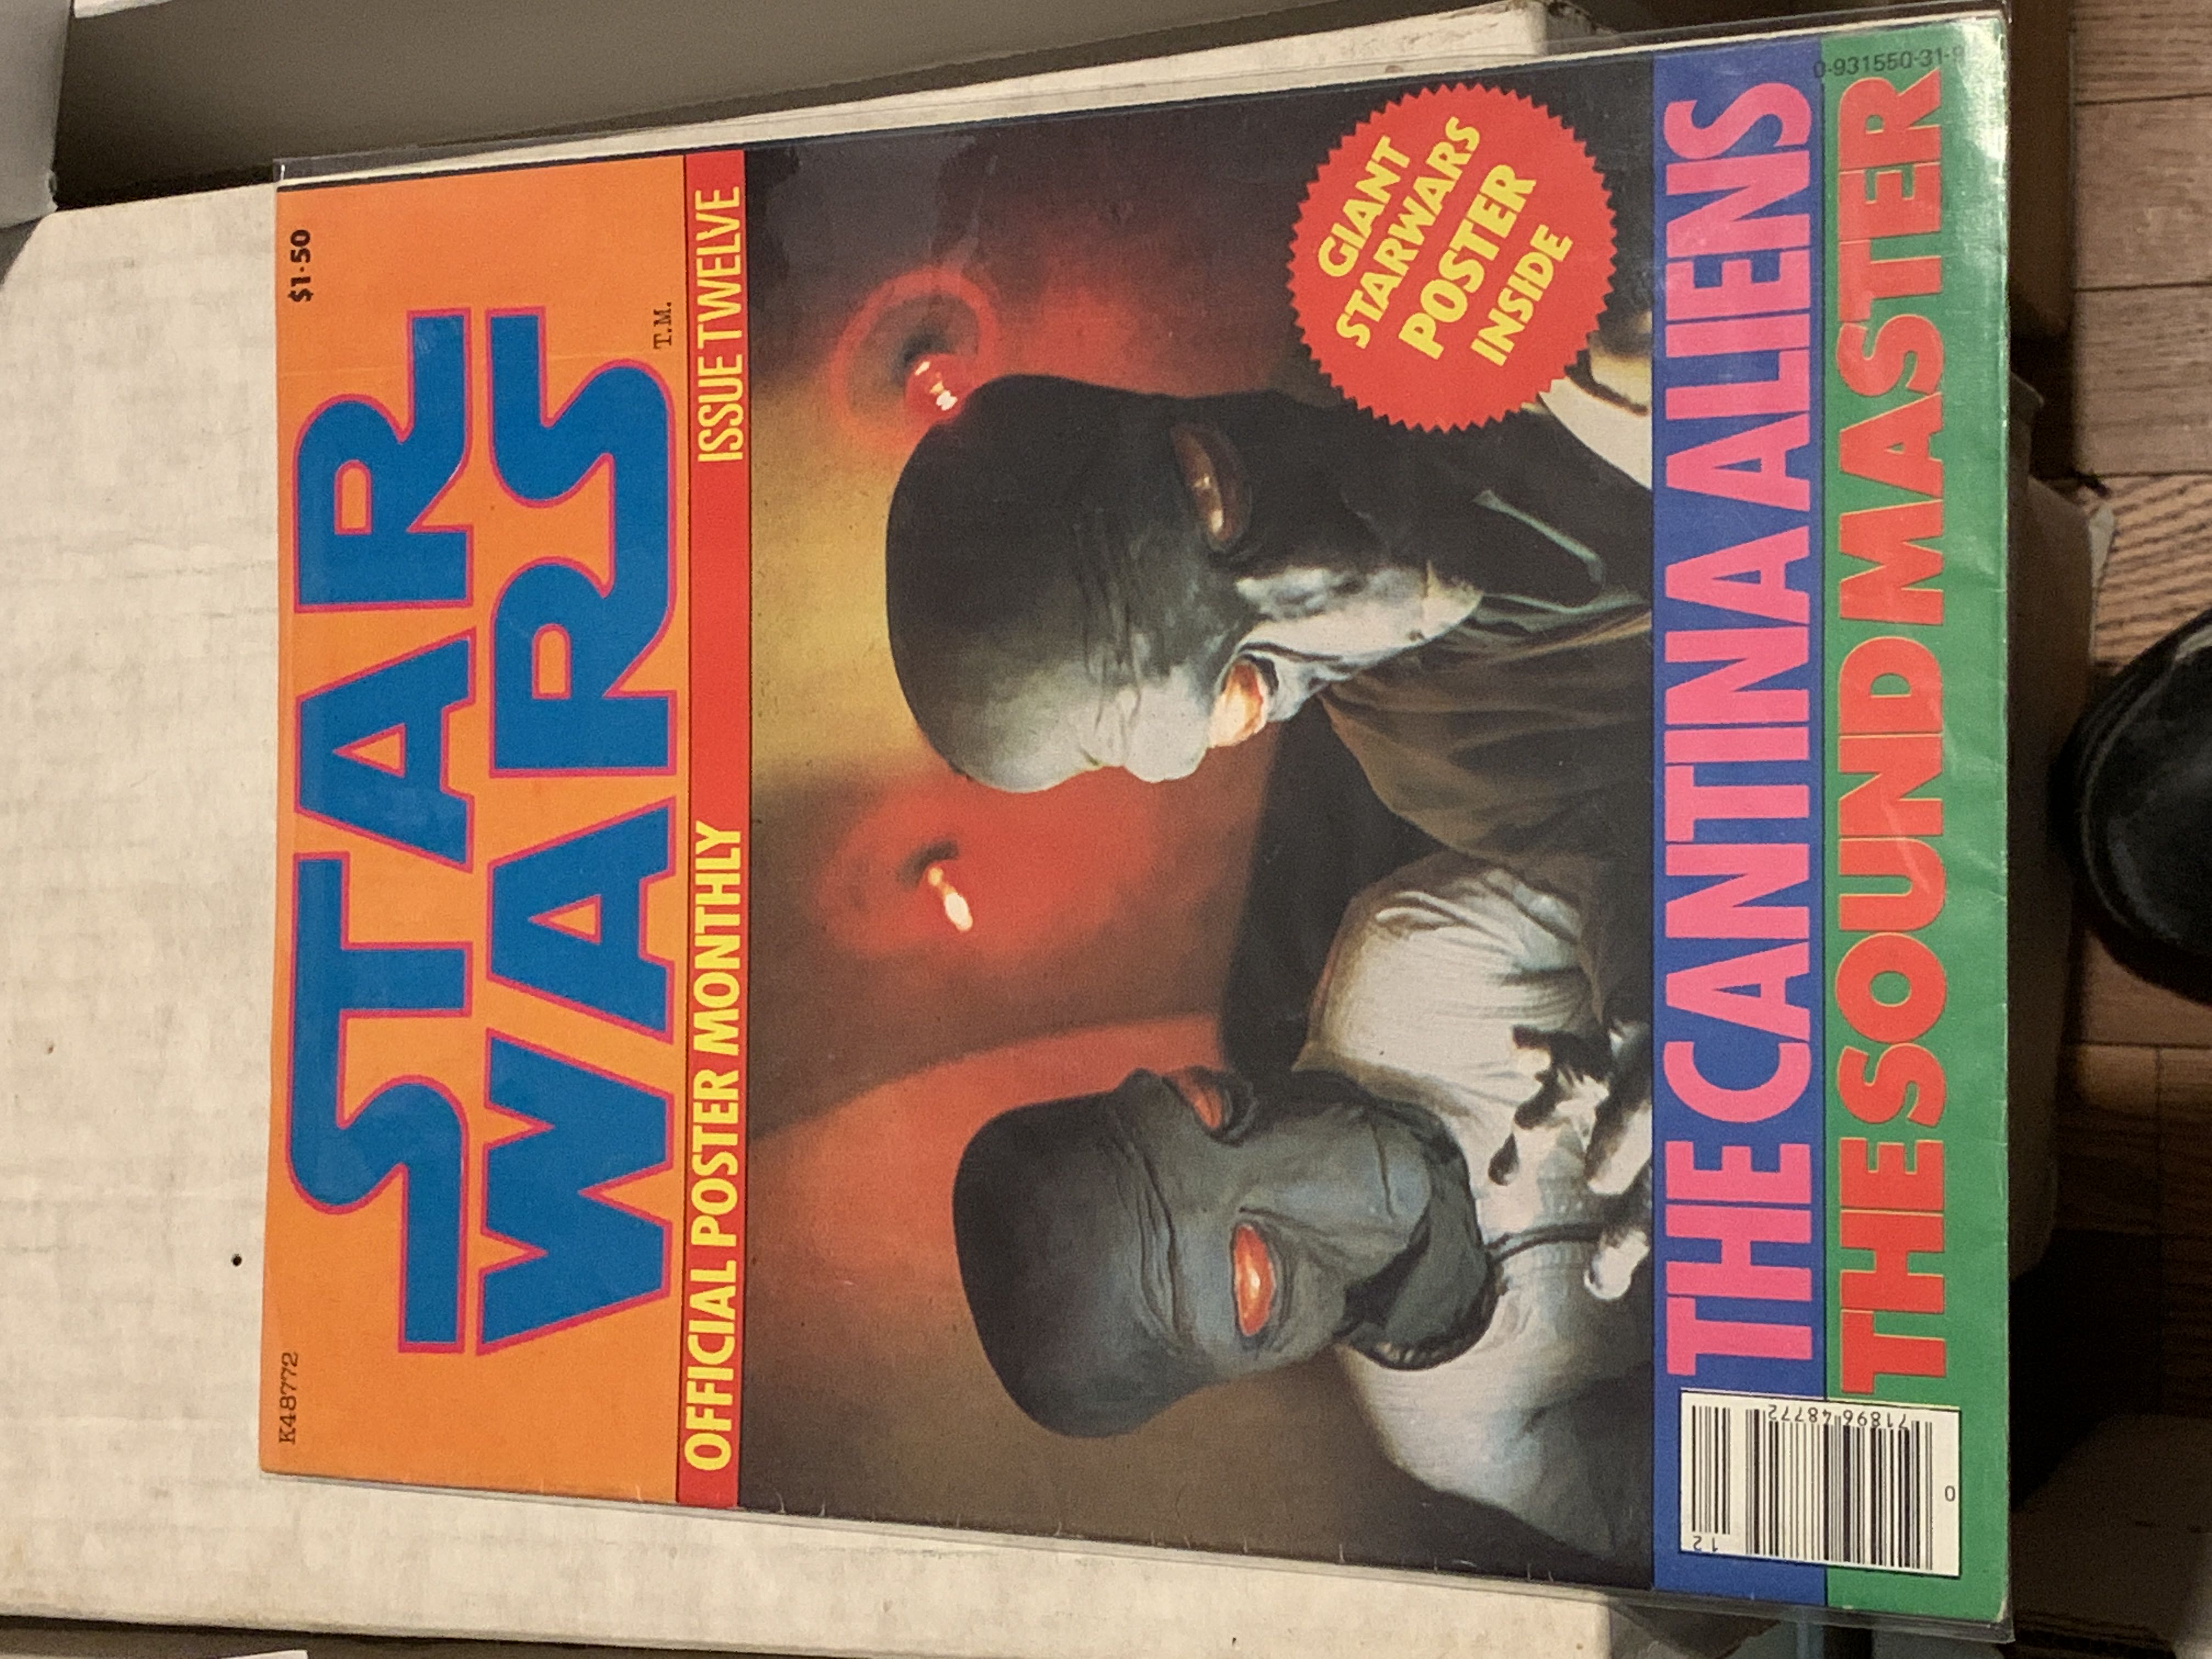 K48772
$1·50
STAR
WARS
T.M.
OFFICIAL POSTER MONTHLY
ISSUE TWELVE
GIANT
STARWARS
POSTER
INSIDE
THE CANTINA ALIENS
THE SOUND MASTER
0-931550-31-9
12
0
71896 48772